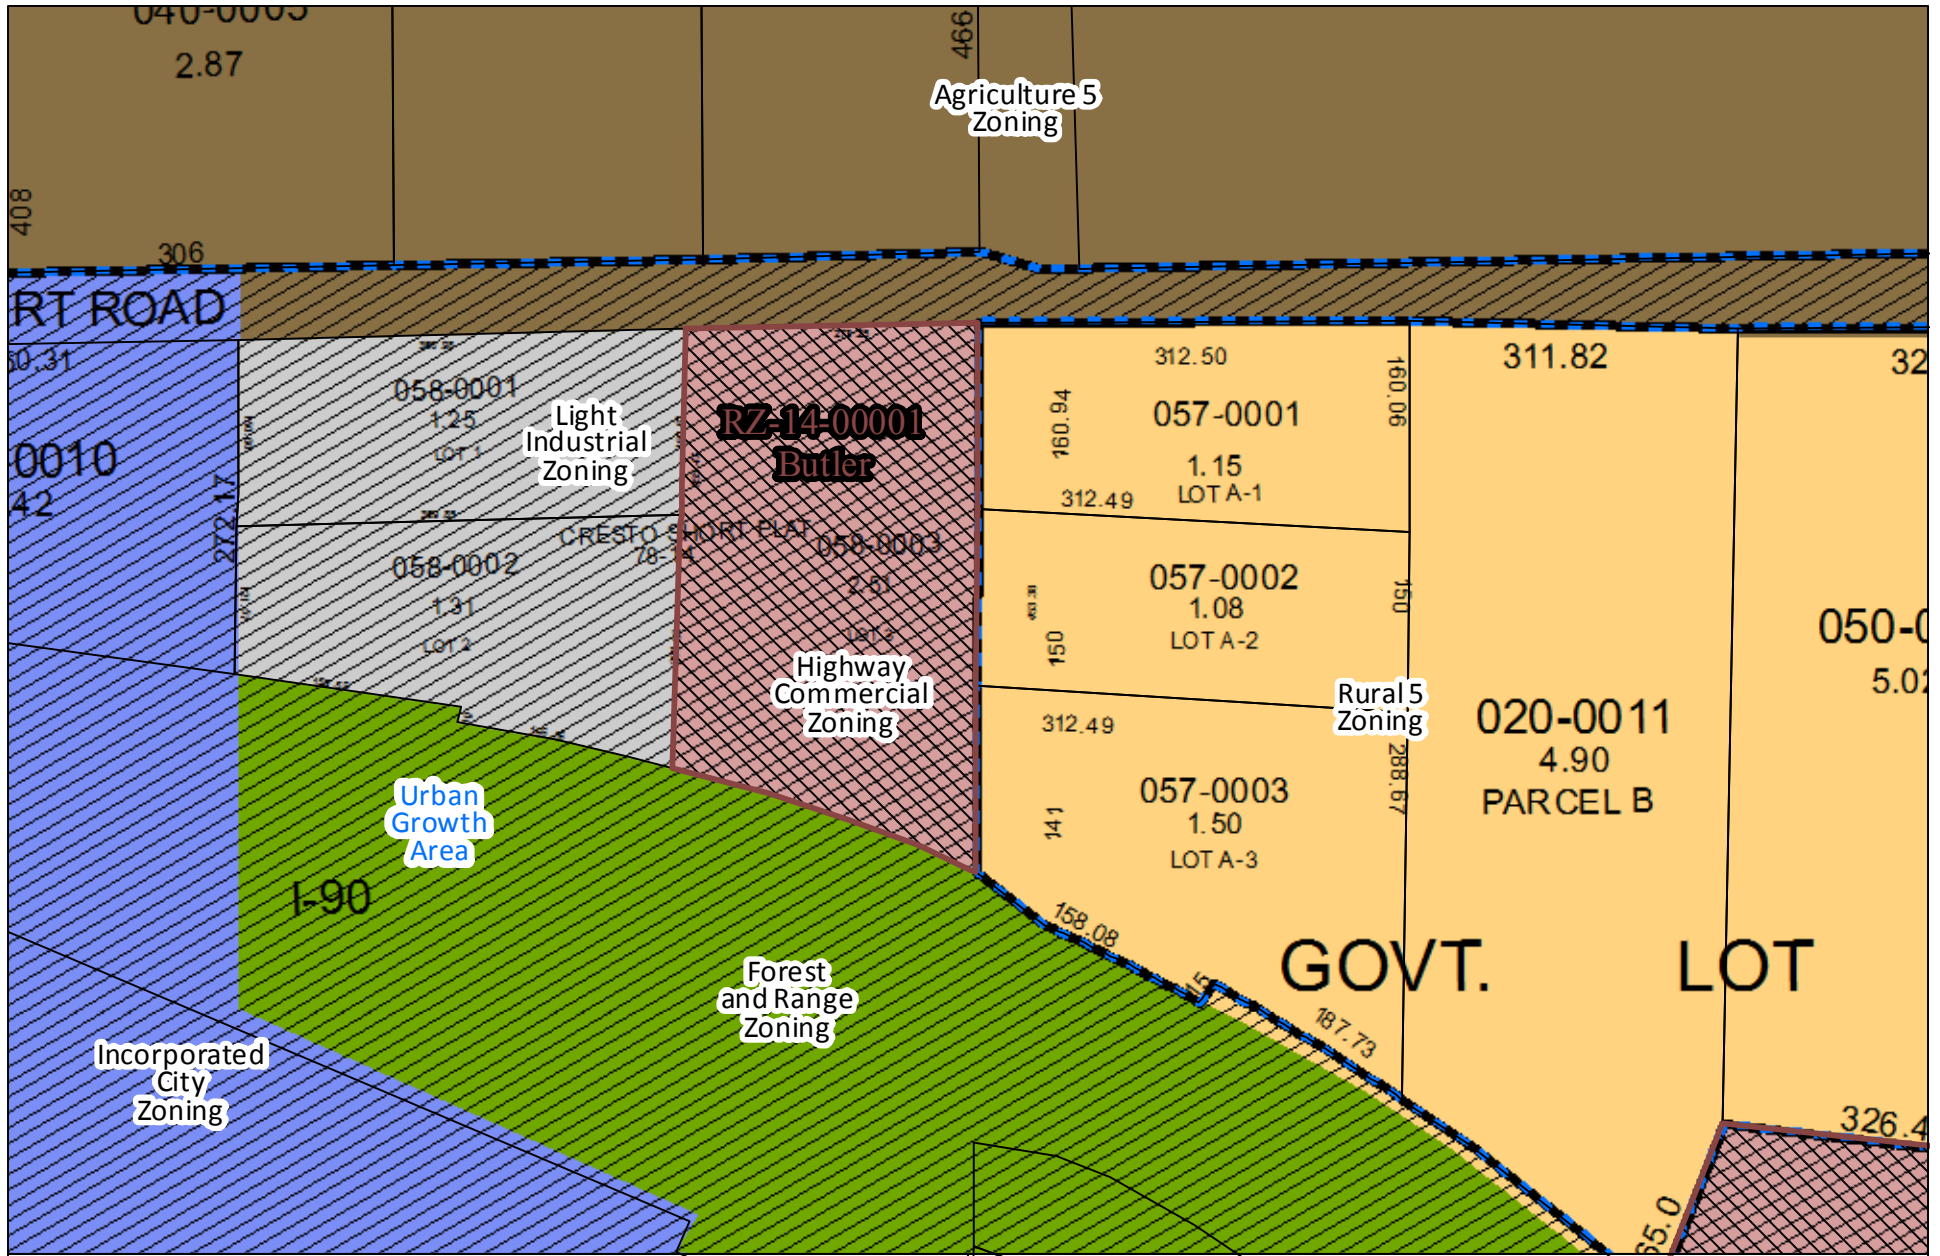 040-0005
2.87
466
Agriculture 5
Zoning
408
306
RT ROAD
312.50
311.82
32
058-0001
1.25
LOT 1
Light
Industrial
Zoning
RZ-14-00001
Butler
160.94
057-0001
160.06
1.15
LOT A-1
312.49
0010
42
272.17
CRESTO SHORT PLAT
78-14
058-0003
2.51
LOT 3
058-0002
1.31
LOT 2
057-0002
1.08
LOT A-2
150
150
050-0
5.02
Highway
Commercial
Zoning
Rural 5
Zoning
020-0011
4.90
PARCEL B
312.49
288.67
057-0003
1.50
LOT A-3
141
Urban
Growth
Area
I-90
158.08
GOVT. LOT
15
187.73
Forest
and Range
Zoning
Incorporated
City
Zoning
326.4
65.0